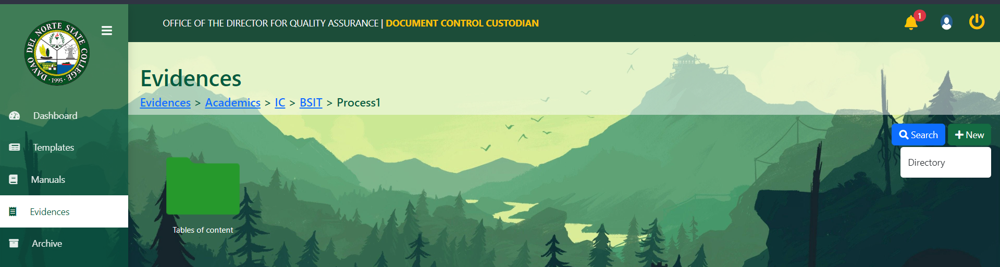 DAVAO DEL NORTE STATE COLLEGE
· 1995 ·
OFFICE OF THE DIRECTOR FOR QUALITY ASSURANCE | DOCUMENT CONTROL CUSTODIAN
1
Evidences
Evidences > Academics > IC > BSIT > Process1
Dashboard
Templates
Manuals
Evidences
Archive
Search
New
Directory
Tables of content